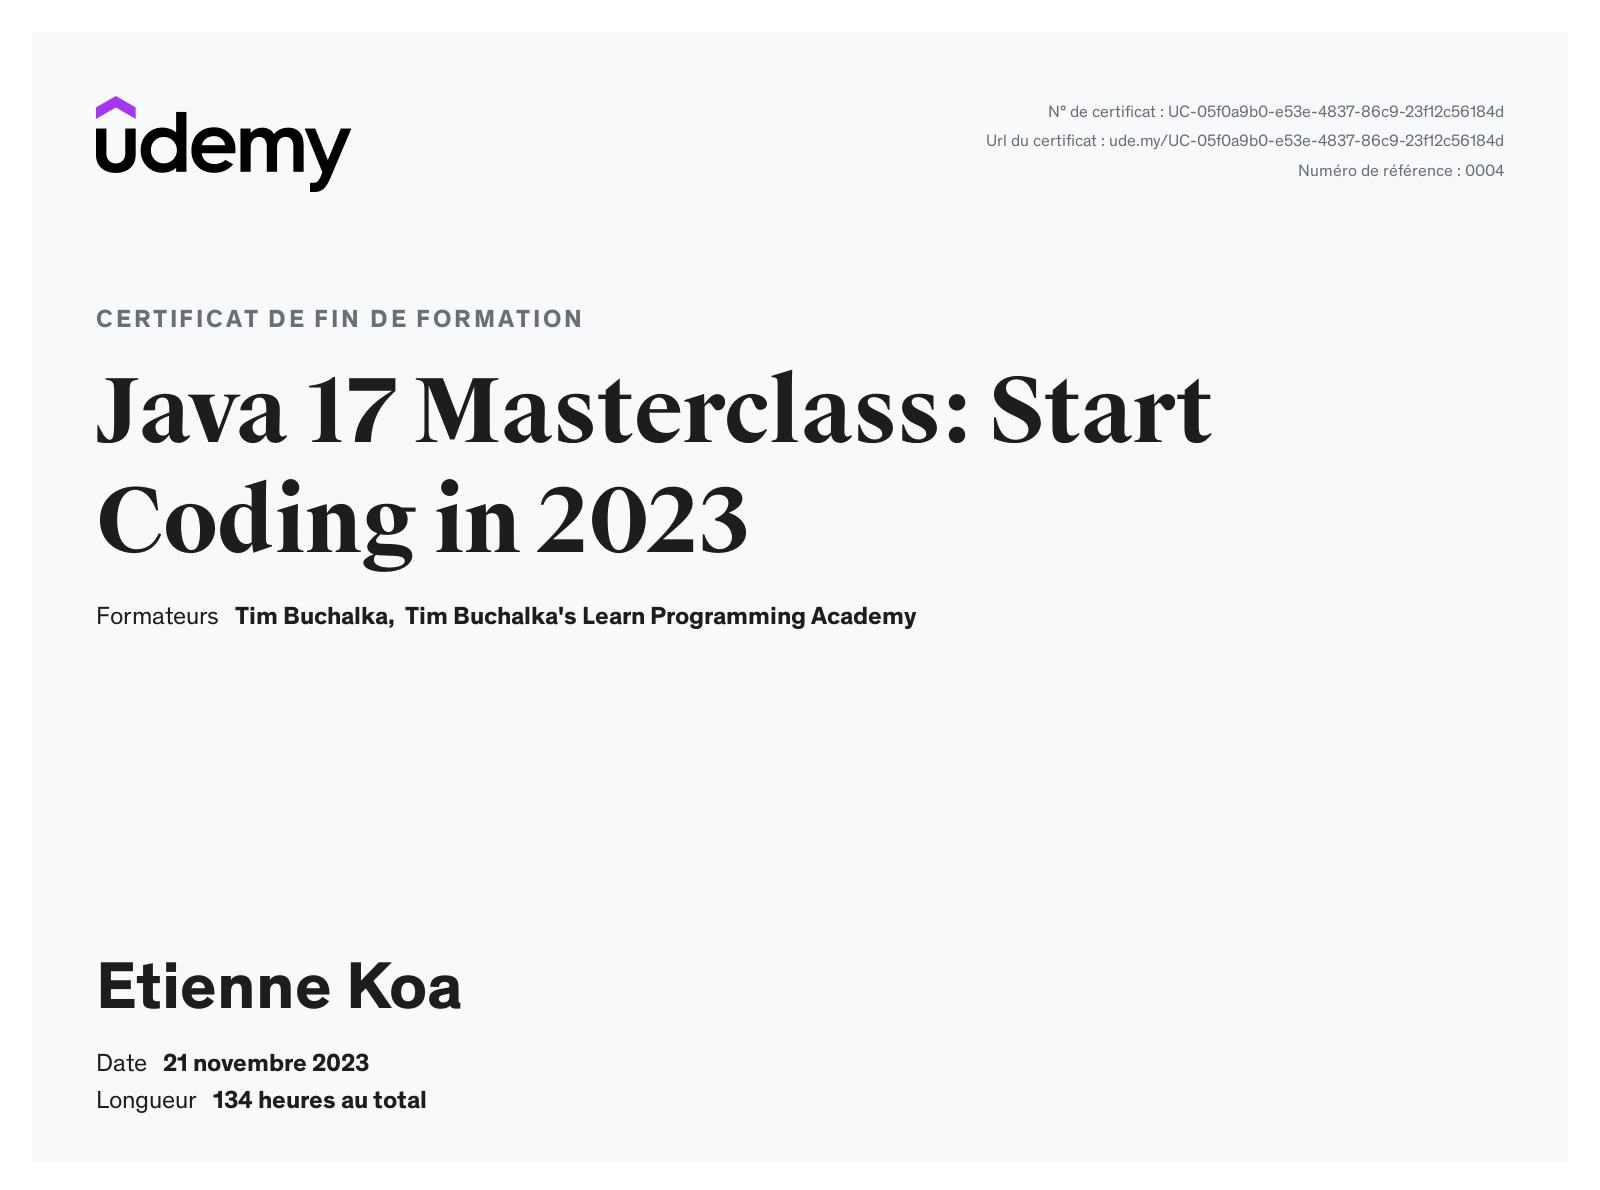 udemy
N° de certificat : UC-05f0a9b0-e53e-4837-86c9-23f12c56184d
Url du certificat : ude.my/UC-05f0a9b0-e53e-4837-86c9-23f12c56184d
Numéro de référence : 0004
CERTIFICAT DE FIN DE FORMATION
Java 17 Masterclass: Start
Coding in 2023
Formateurs Tim Buchalka, Tim Buchalka's Learn Programming Academy
Etienne Koa
Date 21 novembre 2023
Longueur 134 heures au total